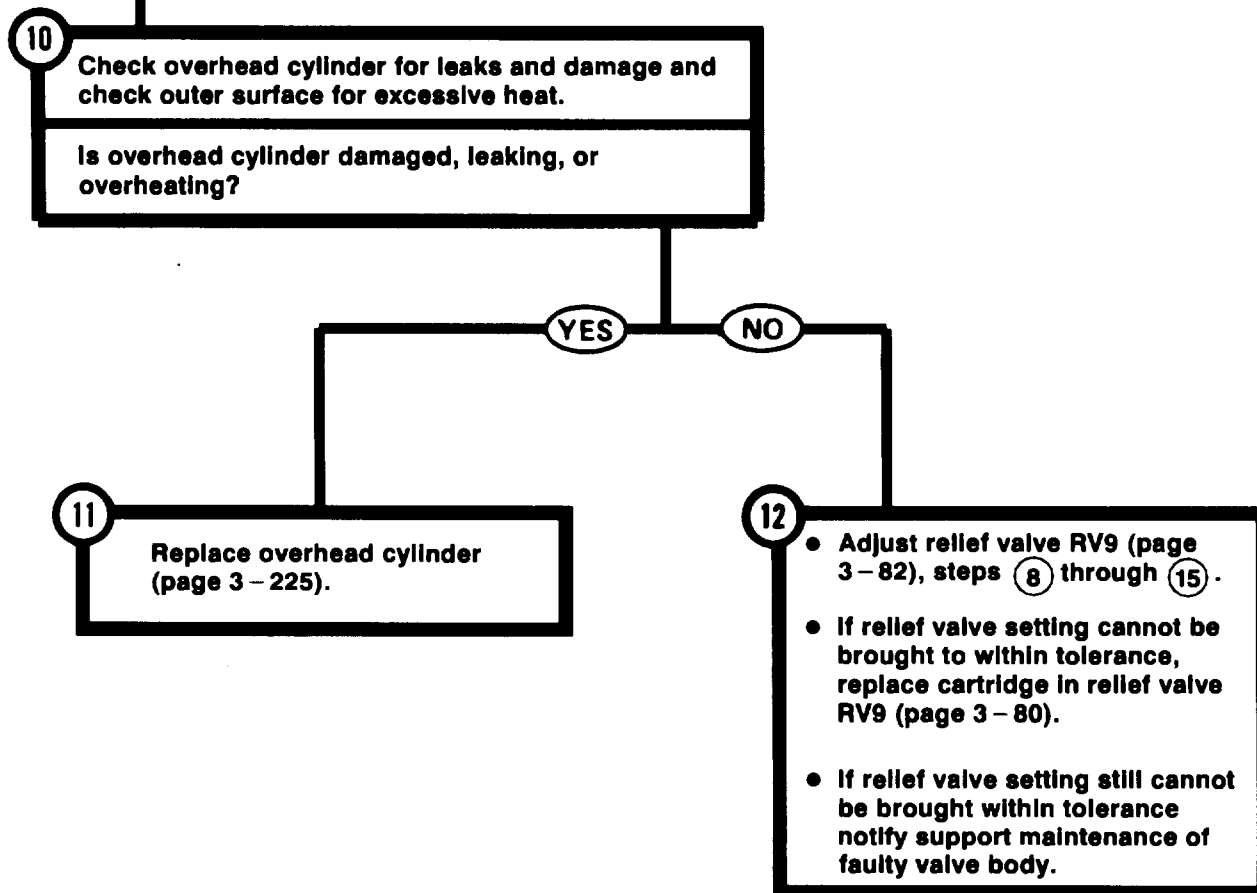 10
Check overhead cylinder for leaks and damage and
check outer surface for excessive heat.
Is overhead cylinder damaged, leaking, or
overheating?
YES
NO
11
Replace overhead cylinder
(page 3 – 225).
12
● Adjust relief valve RV9 (page
3 – 82), steps 8 through 15 .
● If relief valve setting cannot be
brought to within tolerance,
replace cartridge in relief valve
RV9 (page 3 – 80).
● If relief valve setting still cannot
be brought within tolerance
notify support maintenance of
faulty valve body.